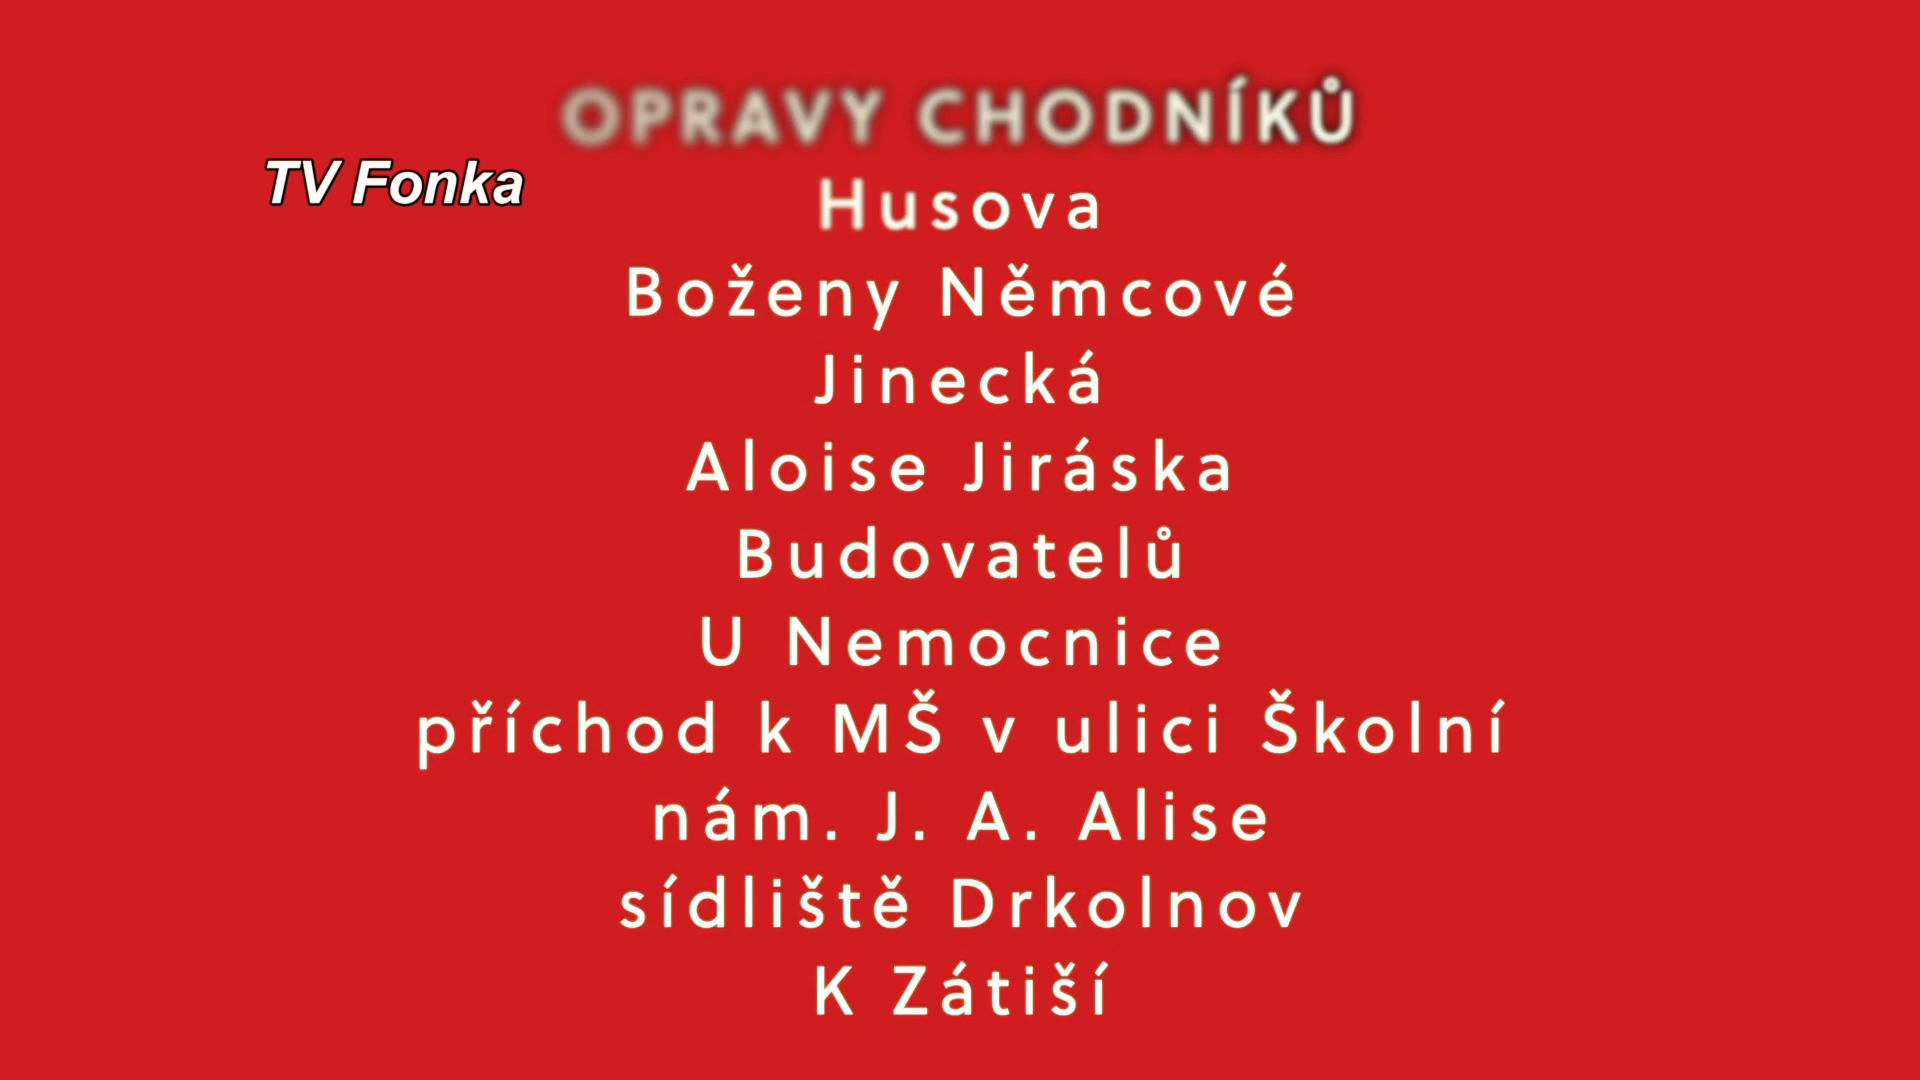 OPRAVY CHODNÍKŮ
TV Fonka
Husova
Boženy Němcové
Jinecká
Aloise Jiráska
Budovatelů
U Nemocnice
příchod k MŠ v ulici Školní
nám. J. A. Alise
sídliště Drkolnov
K Zátiší